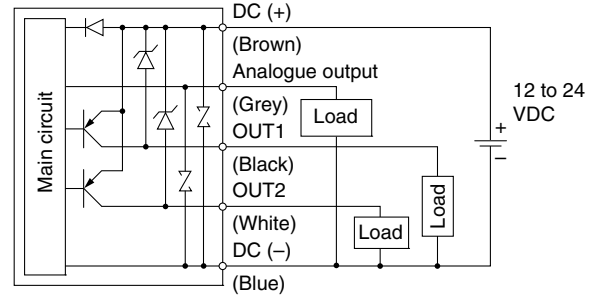 DC (+)
(Brown)
Analogue output
(Grey)
OUT1
(Black)
OUT2
(White)
DC (–)
(Blue)
Main circuit
Load
Load
Load
12 to 24
VDC
+
–